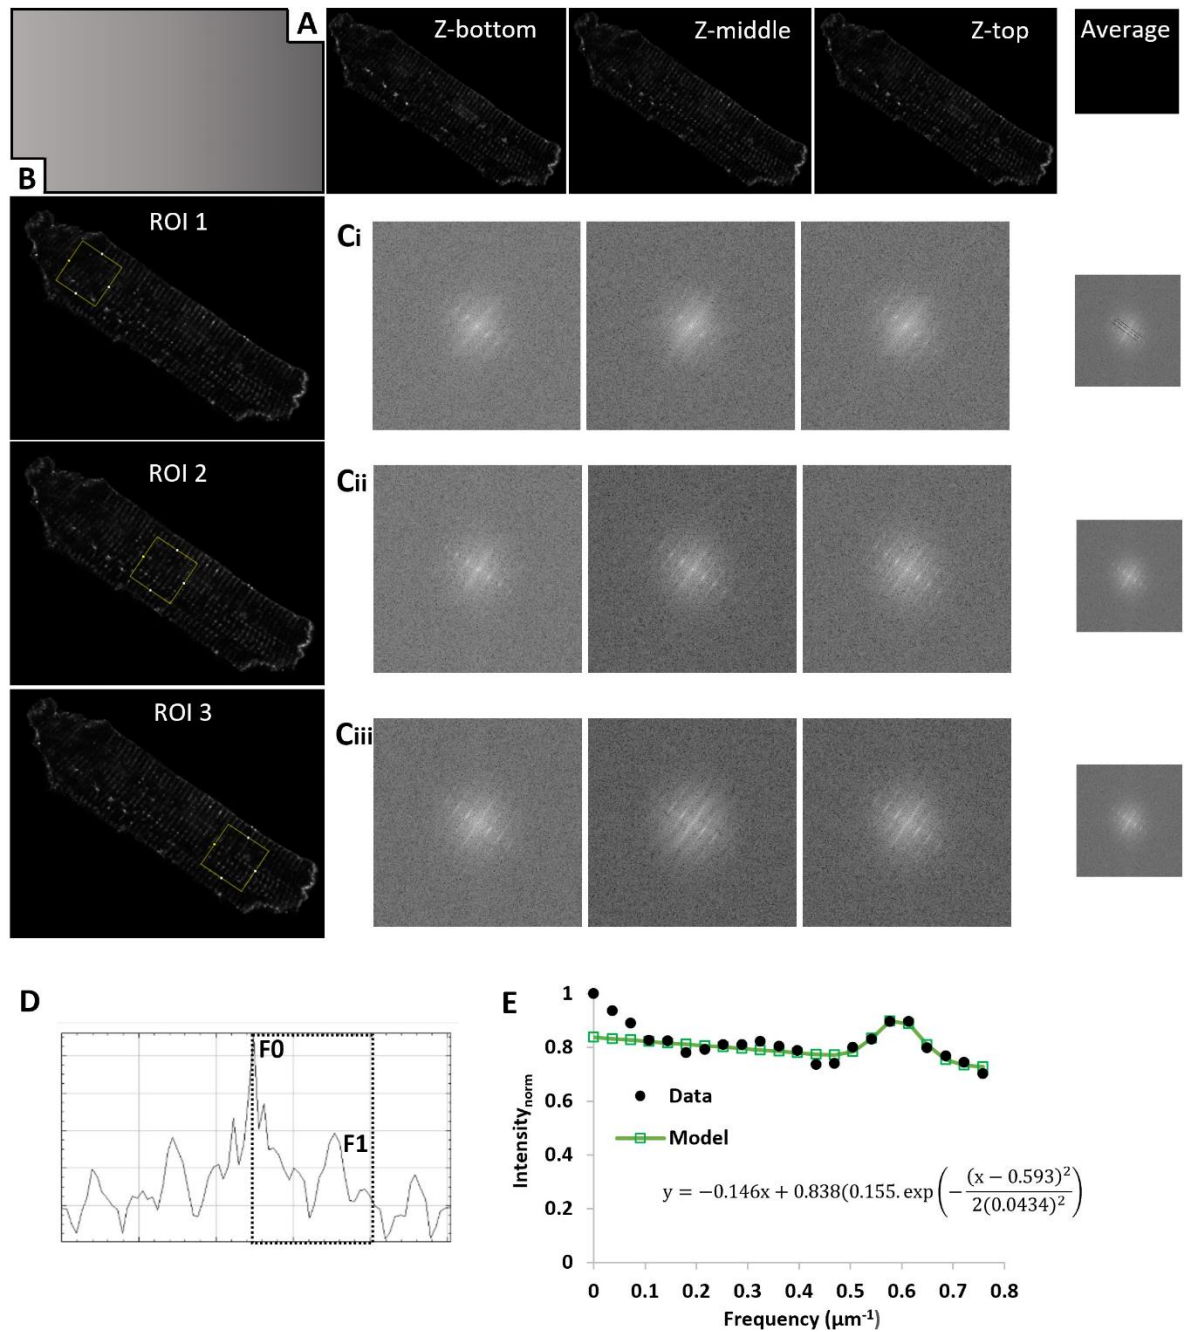 A
Z-bottom
Z-middle
Z-top
Average
B
ROI 1
Ci
ROI 2
Cii
ROI 3
Ciii
D
F0
F1
E
1
0.8
0.6
0.4
0.2
0
Intensitynorm
Data
Model
y = −0.146x + 0.838(0.155. exp(−(x − 0.593)²/2(0.0434)²)
0 0.1 0.2 0.3 0.4 0.5 0.6 0.7 0.8
Frequency (µm⁻¹)